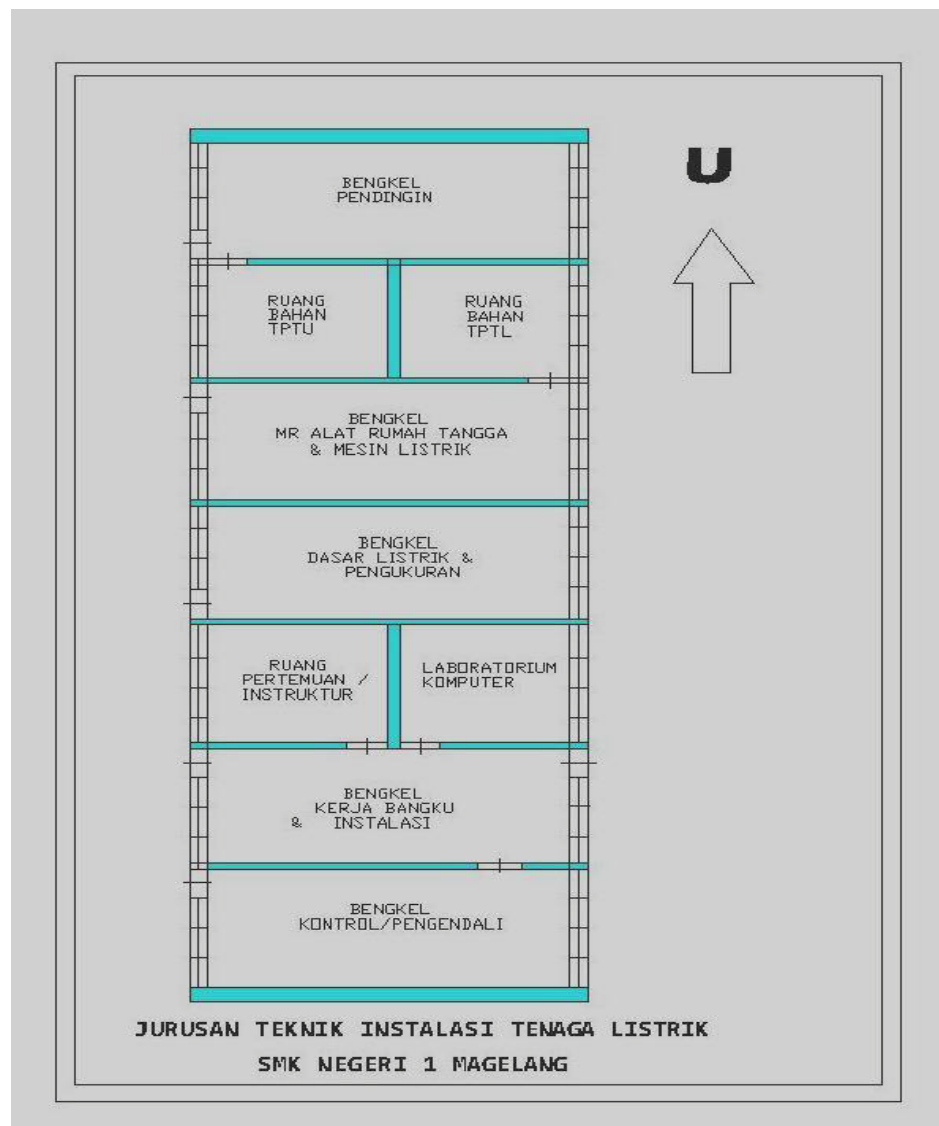 U
BENGKEL
PENDINGIN
RUANG
BAHAN
TPTU
RUANG
BAHAN
TPTL
BENGKEL
MR ALAT RUMAH TANGGA
& MESIN LISTRIK
BENGKEL
DASAR LISTRIK &
PENGUKURAN
RUANG
PERTEMUAN /
INSTRUKTUR
LABORATORIUM
KOMPUTER
BENGKEL
KERJA BANGKU
& INSTALASI
BENGKEL
KONTROL/PENGENDALI
JURUSAN TEKNIK INSTALASI TENAGA LISTRIK
SMK NEGERI 1 MAGELANG